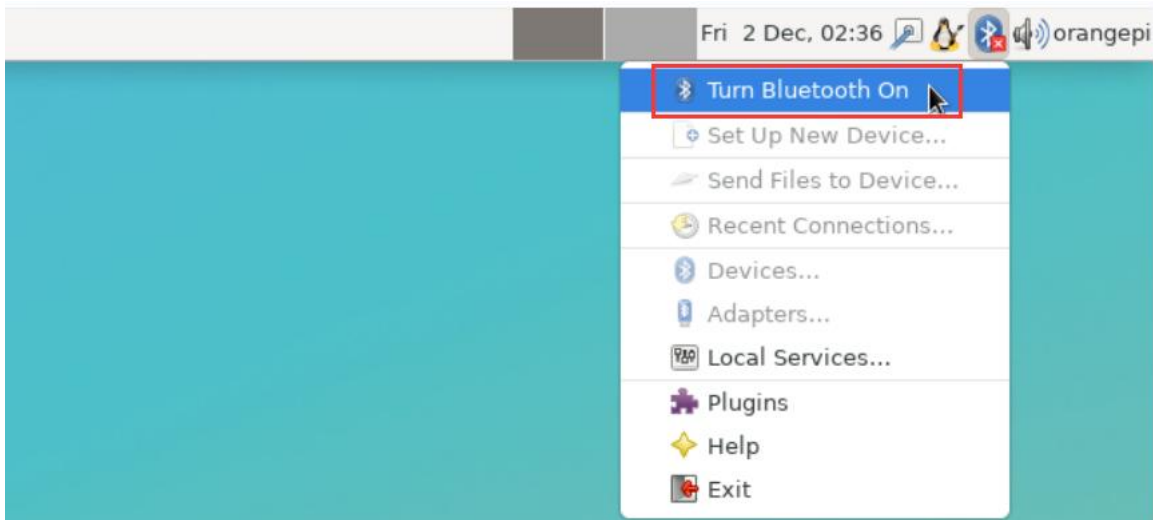 Fri 2 Dec, 02:36 orangepi
Turn Bluetooth On
Set Up New Device...
Send Files to Device...
Recent Connections...
Devices...
Adapters...
Local Services...
Plugins
Help
Exit